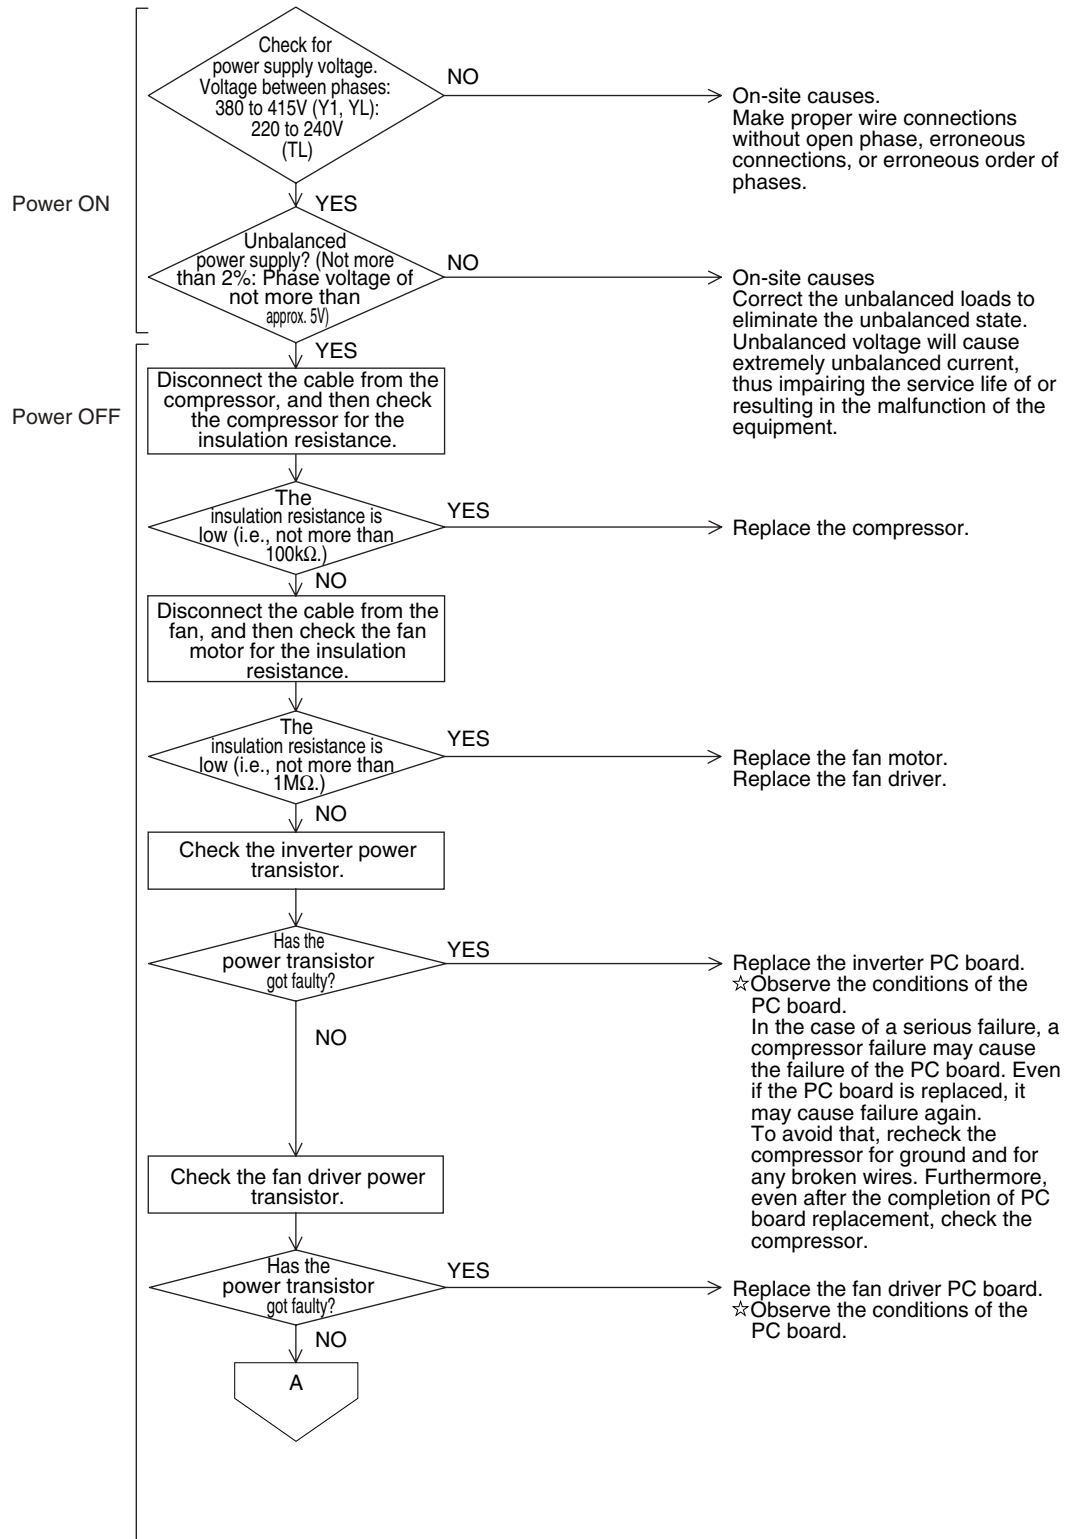 Check for
power supply voltage.
Voltage between phases:
380 to 415V (Y1, YL):
220 to 240V
(TL)
NO
On-site causes.
Make proper wire connections
without open phase, erroneous
connections, or erroneous order of
phases.
Power ON
YES
Unbalanced
power supply? (Not more
than 2%: Phase voltage of
not more than
approx. 5V)
NO
On-site causes
Correct the unbalanced loads to
eliminate the unbalanced state.
Unbalanced voltage will cause
extremely unbalanced current,
thus impairing the service life of or
resulting in the malfunction of the
equipment.
YES
Power OFF
Disconnect the cable from the
compressor, and then check
the compressor for the
insulation resistance.
The
insulation resistance is
low (i.e., not more than
100kΩ.)
YES
Replace the compressor.
NO
Disconnect the cable from the
fan, and then check the fan
motor for the insulation
resistance.
The
insulation resistance is
low (i.e., not more than
1MΩ.)
YES
Replace the fan motor.
Replace the fan driver.
NO
Check the inverter power
transistor.
Has the
power transistor
got faulty?
YES
Replace the inverter PC board.
☆Observe the conditions of the
PC board.
In the case of a serious failure, a
compressor failure may cause
the failure of the PC board. Even
if the PC board is replaced, it
may cause failure again.
To avoid that, recheck the
compressor for ground and for
any broken wires. Furthermore,
even after the completion of PC
board replacement, check the
compressor.
NO
Check the fan driver power
transistor.
Has the
power transistor
got faulty?
YES
Replace the fan driver PC board.
☆Observe the conditions of the
PC board.
NO
A